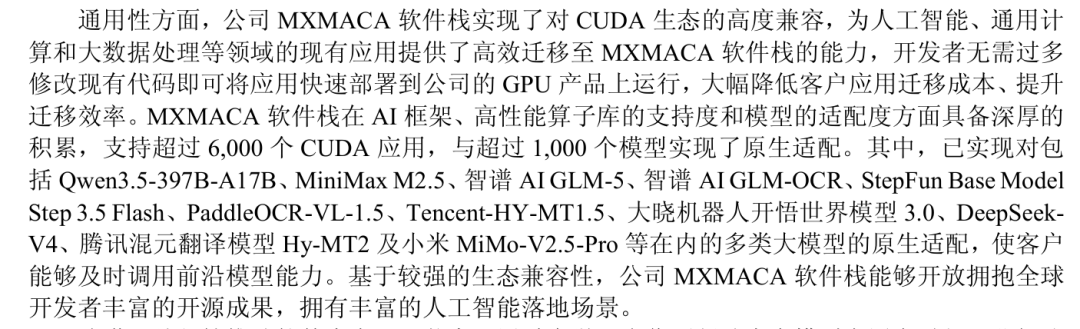 通用性方面，公司 MXMACA 软件栈实现了对 CUDA 生态的高度兼容，为人工智能、通用计
算和大数据处理等领域的现有应用提供了高效迁移至 MXMACA 软件栈的能力，开发者无需过多
修改现有代码即可将应用快速部署到公司的 GPU 产品上运行，大幅降低客户应用迁移成本、提升
迁移效率。MXMACA 软件栈在 AI 框架、高性能算子库的支持度和模型的适配度方面具备深厚的
积累，支持超过 6,000 个 CUDA 应用，与超过 1,000 个模型实现了原生适配。其中，已实现对包
括 Qwen3.5-397B-A17B、MiniMax M2.5、智谱 AI GLM-5、智谱 AI GLM-OCR、StepFun Base Model
Step 3.5 Flash、PaddleOCR-VL-1.5、Tencent-HY-MT1.5、大晓机器人开悟世界模型 3.0、DeepSeek-
V4、腾讯混元翻译模型 Hy-MT2 及小米 MiMo-V2.5-Pro 等在内的多类大模型的原生适配，使客户
能够及时调用前沿模型能力。基于较强的生态兼容性，公司 MXMACA 软件栈能够开放拥抱全球
开发者丰富的开源成果，拥有丰富的人工智能落地场景。